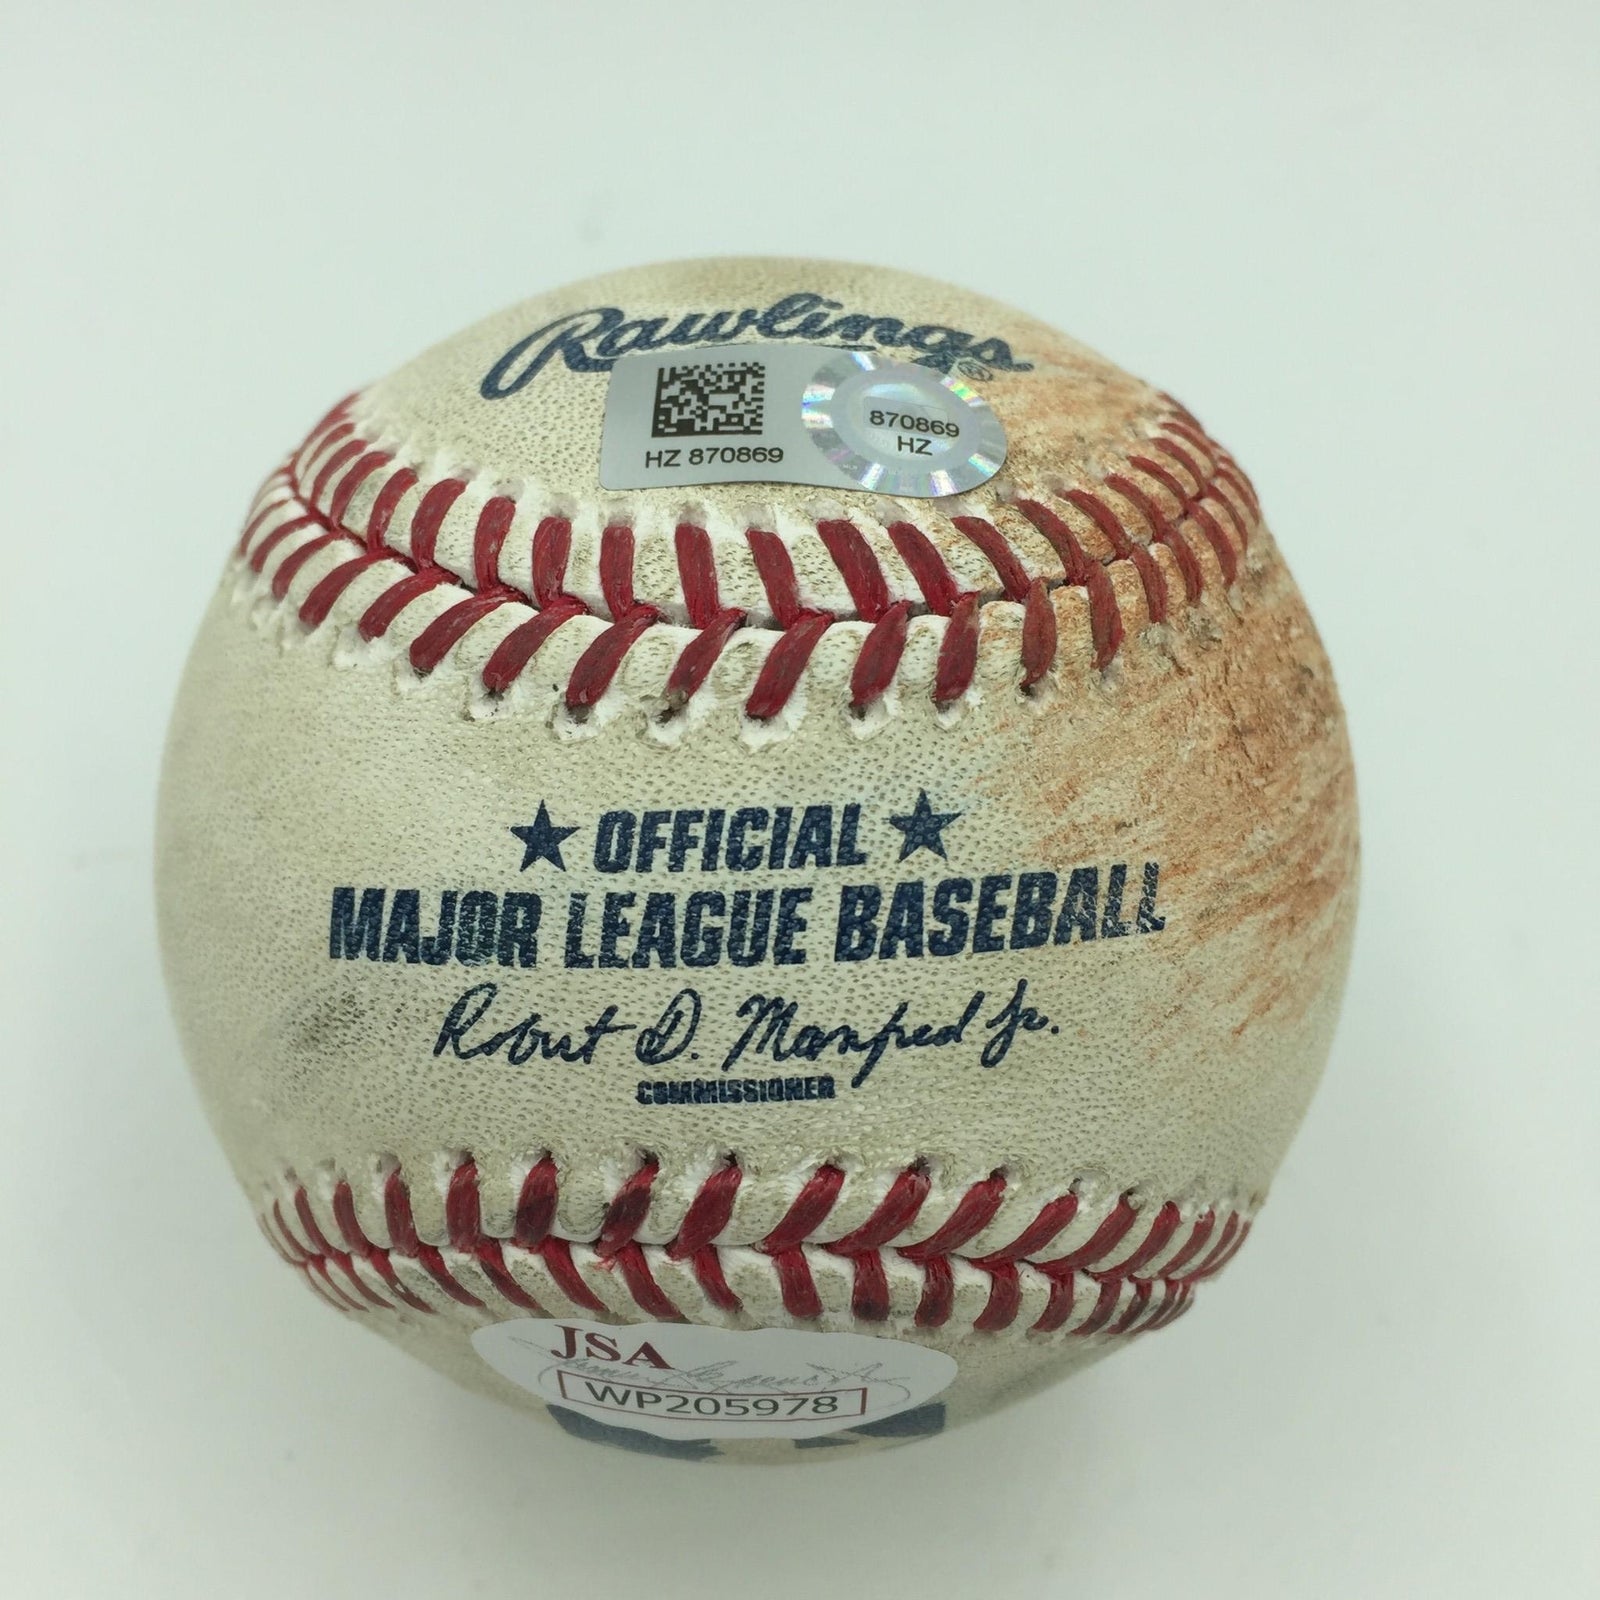 Rawlings®
870869
HZ
HZ 870869
OFFICIAL
MAJOR LEAGUE BASEBALL
Robert D. Manfred Jr.
COMMISSIONER
JSA
WP205978